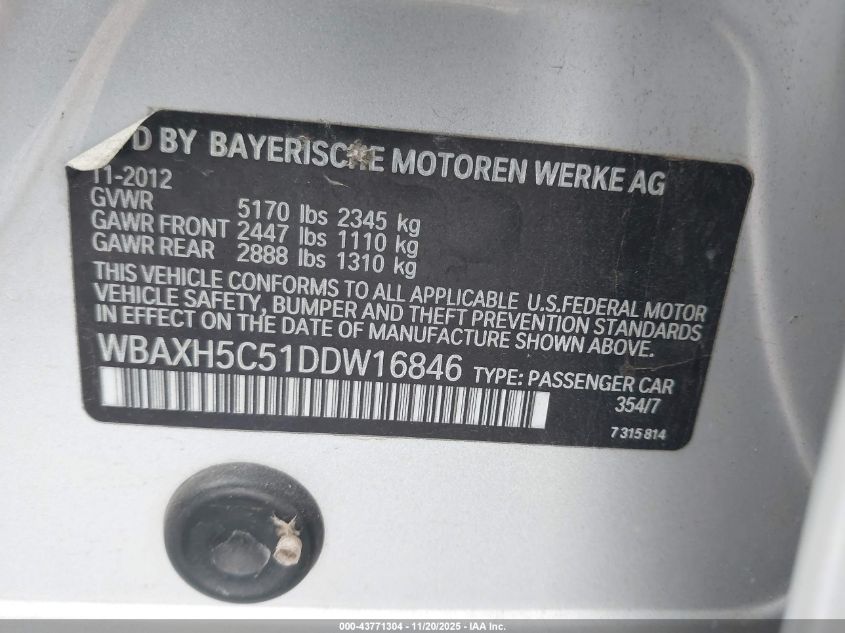 D BY BAYERISCHE MOTOREN WERKE AG
11-2012
GVWR 5170 lbs 2345 kg
GAWR FRONT 2447 lbs 1110 kg
GAWR REAR 2888 lbs 1310 kg
THIS VEHICLE CONFORMS TO ALL APPLICABLE U.S.FEDERAL MOTOR
VEHICLE SAFETY, BUMPER AND THEFT PREVENTION STANDARDS
IN EFFECT ON THE DATE OF MANUFACTURE SHOWN ABOVE.
WBAXH5C51DDW16846 TYPE: PASSENGER CAR
354/7
7 315 814
000-43771304 - 11/20/2025 - IAA Inc.